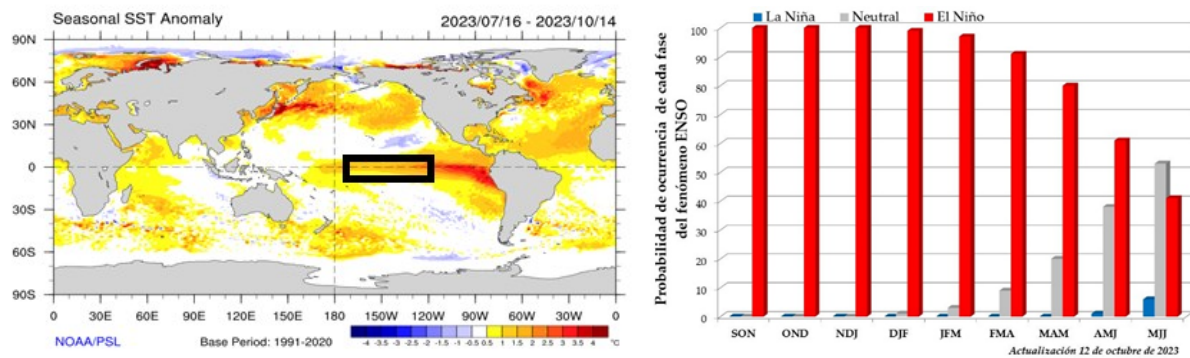 Seasonal SST Anomaly
2023/07/16 - 2023/10/14
90N
60N
30N
0
30S
60S
90S
0 30E 60E 90E 120E 150E 180 150W 120W 90W 60W 30W 0
-4 -3.5 -3 -2.5 -2 -1.5 -1 -0.5 0.5 1 1.5 2 2.5 3 3.5 4 °C
NOAA/PSL
Base Period: 1991-2020
La Niña Neutral El Niño
Probabilidad de ocurrencia de cada fase
del fenómeno ENSO
100
90
80
70
60
50
40
30
20
10
0
SON OND NDJ DJF JFM FMA MAM AMJ MJJ
Actualización 12 de octubre de 2023